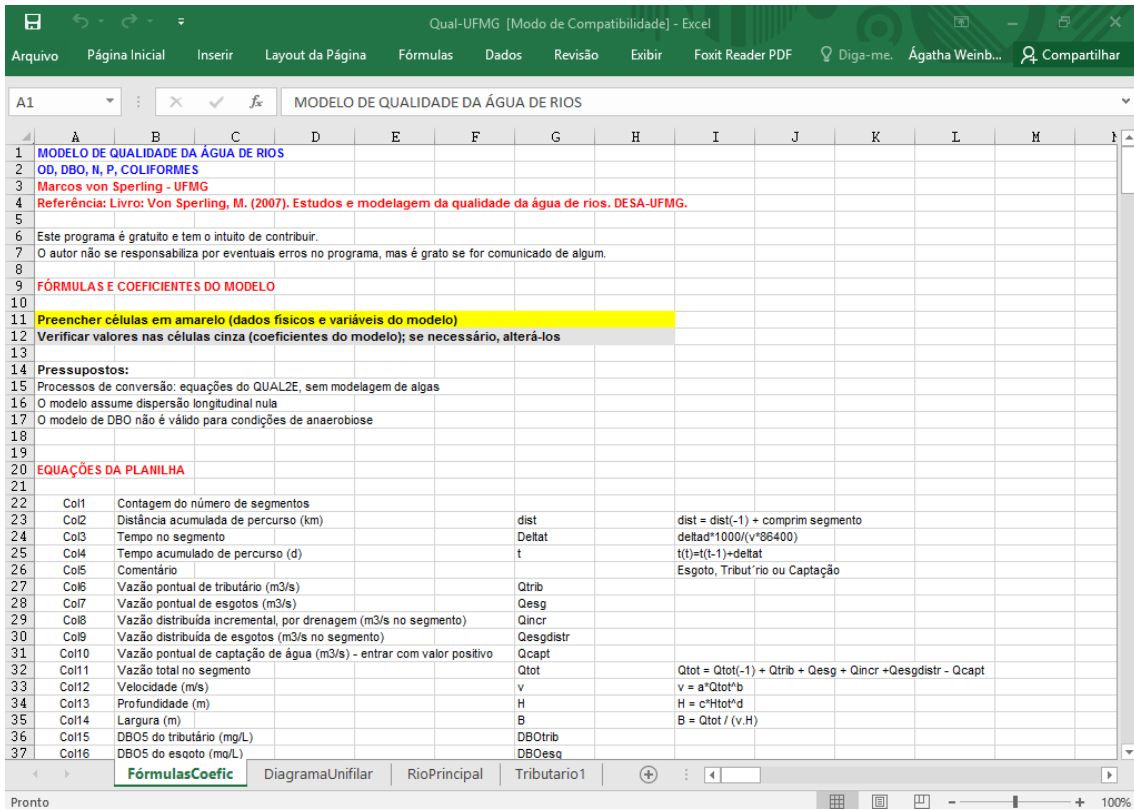 Qual-UFMG [Modo de Compatibilidade] - Excel
Arquivo Página Inicial Inserir Layout da Página Fórmulas Dados Revisão Exibir Foxit Reader PDF Diga-me. Ágatha Weinb... Compartilhar
A1 fx MODELO DE QUALIDADE DA ÁGUA DE RIOS
A B C D E F G H I J K L M
1 MODELO DE QUALIDADE DA ÁGUA DE RIOS
2 OD, DBO, N, P, COLIFORMES
3 Marcos von Sperling - UFMG
4 Referência: Livro: Von Sperling, M. (2007). Estudos e modelagem da qualidade da água de rios. DESA-UFMG.
5
6 Este programa é gratuito e tem o intuito de contribuir.
7 O autor não se responsabiliza por eventuais erros no programa, mas é grato se for comunicado de algum.
8
9 FÓRMULAS E COEFICIENTES DO MODELO
10
11 Preencher células em amarelo (dados físicos e variáveis do modelo)
12 Verificar valores nas células cinza (coeficientes do modelo); se necessário, alterá-los
13
14 Pressupostos:
15 Processos de conversão: equações do QUAL2E, sem modelagem de algas
16 O modelo assume dispersão longitudinal nula
17 O modelo de DBO não é válido para condições de anaerobiose
18
19
20 EQUAÇÕES DA PLANILHA
21
22 Col1 Contagem do número de segmentos
23 Col2 Distância acumulada de percurso (km) dist dist = dist(-1) + comprim segmento
24 Col3 Tempo no segmento Deltat deltad*1000/(v*86400)
25 Col4 Tempo acumulado de percurso (d) t t(t)=t(t-1)+deltat
26 Col5 Comentário Esgoto, Tribut´rio ou Captação
27 Col6 Vazão pontual de tributário (m3/s) Qtrib
28 Col7 Vazão pontual de esgotos (m3/s) Qesg
29 Col8 Vazão distribuída incremental, por drenagem (m3/s no segmento) Qincr
30 Col9 Vazão distribuída de esgotos (m3/s no segmento) Qesgdistr
31 Col10 Vazão pontual de captação de água (m3/s) - entrar com valor positivo Qcapt
32 Col11 Vazão total no segmento Qtot Qtot = Qtot(-1) + Qtrib + Qesg + Qincr +Qesgdistr - Qcapt
33 Col12 Velocidade (m/s) v v = a*Qtot^b
34 Col13 Profundidade (m) H H = c*Htot^d
35 Col14 Largura (m) B B = Qtot / (v.H)
36 Col15 DBO5 do tributário (mg/L) DBOtrib
37 Col16 DBO5 do esgoto (mg/L) DBOesg
FórmulasCoefic DiagramaUnifilar RioPrincipal Tributario1
Pronto 100%